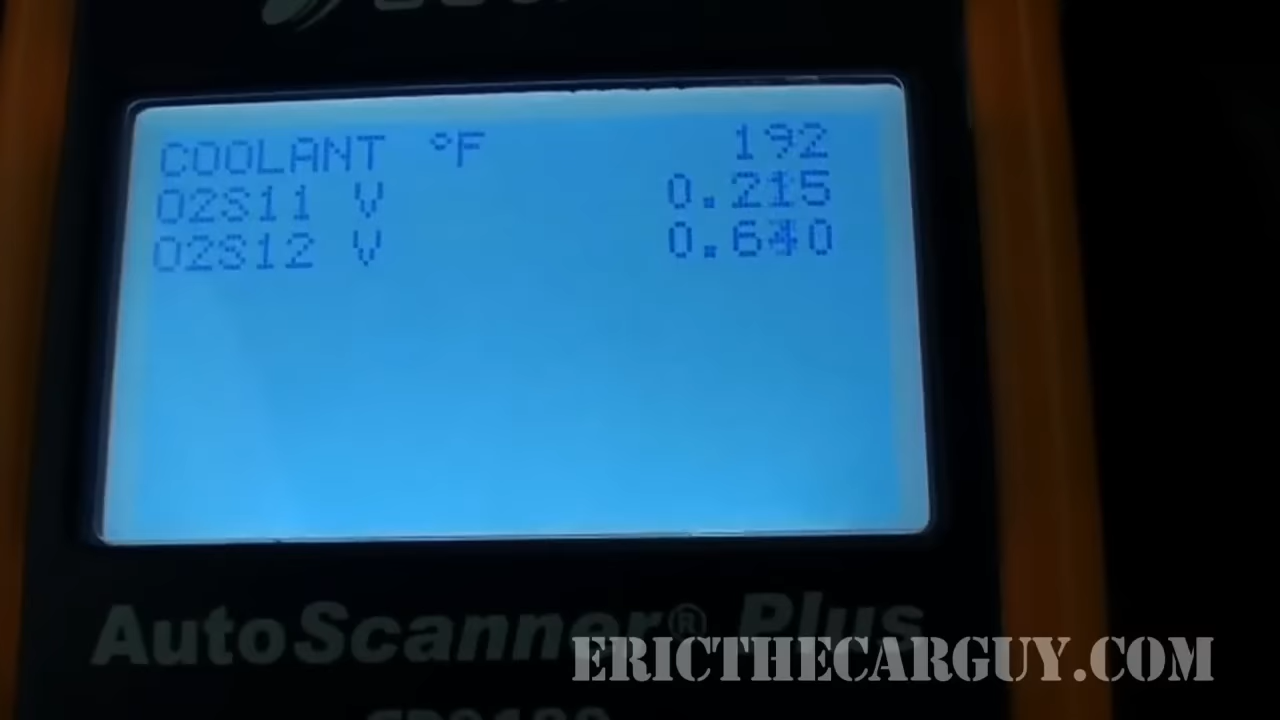 COOLANT °F 192
O2S11 V 0.215
O2S12 V 0.640
AutoScanner® Plus
ERICTHECARGUY.COM